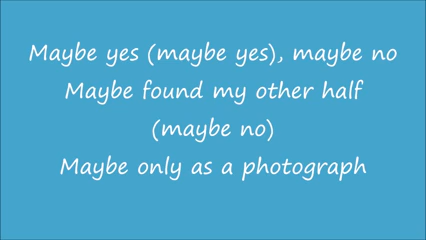 Maybe yes (maybe yes), maybe no
Maybe found my other half
(maybe no)
Maybe only as a photograph